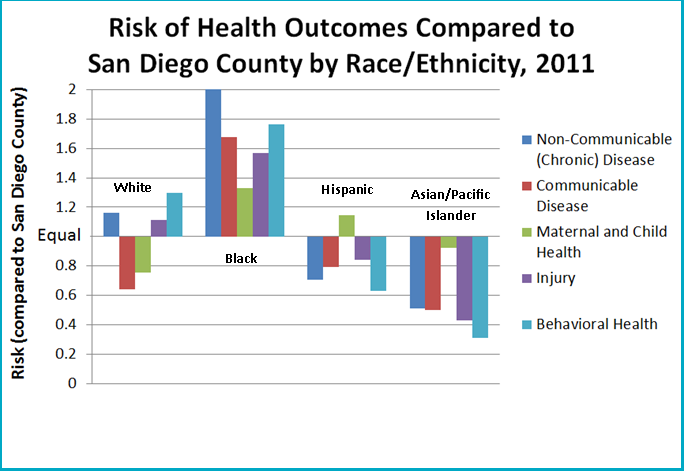 Risk of Health Outcomes Compared to
San Diego County by Race/Ethnicity, 2011
Risk (compared to San Diego County)
2
1.8
1.6
1.4
1.2
Equal
0.8
0.6
0.4
0.2
0
White
Black
Hispanic
Asian/Pacific
Islander
Non-Communicable
(Chronic) Disease
Communicable
Disease
Maternal and Child
Health
Injury
Behavioral Health